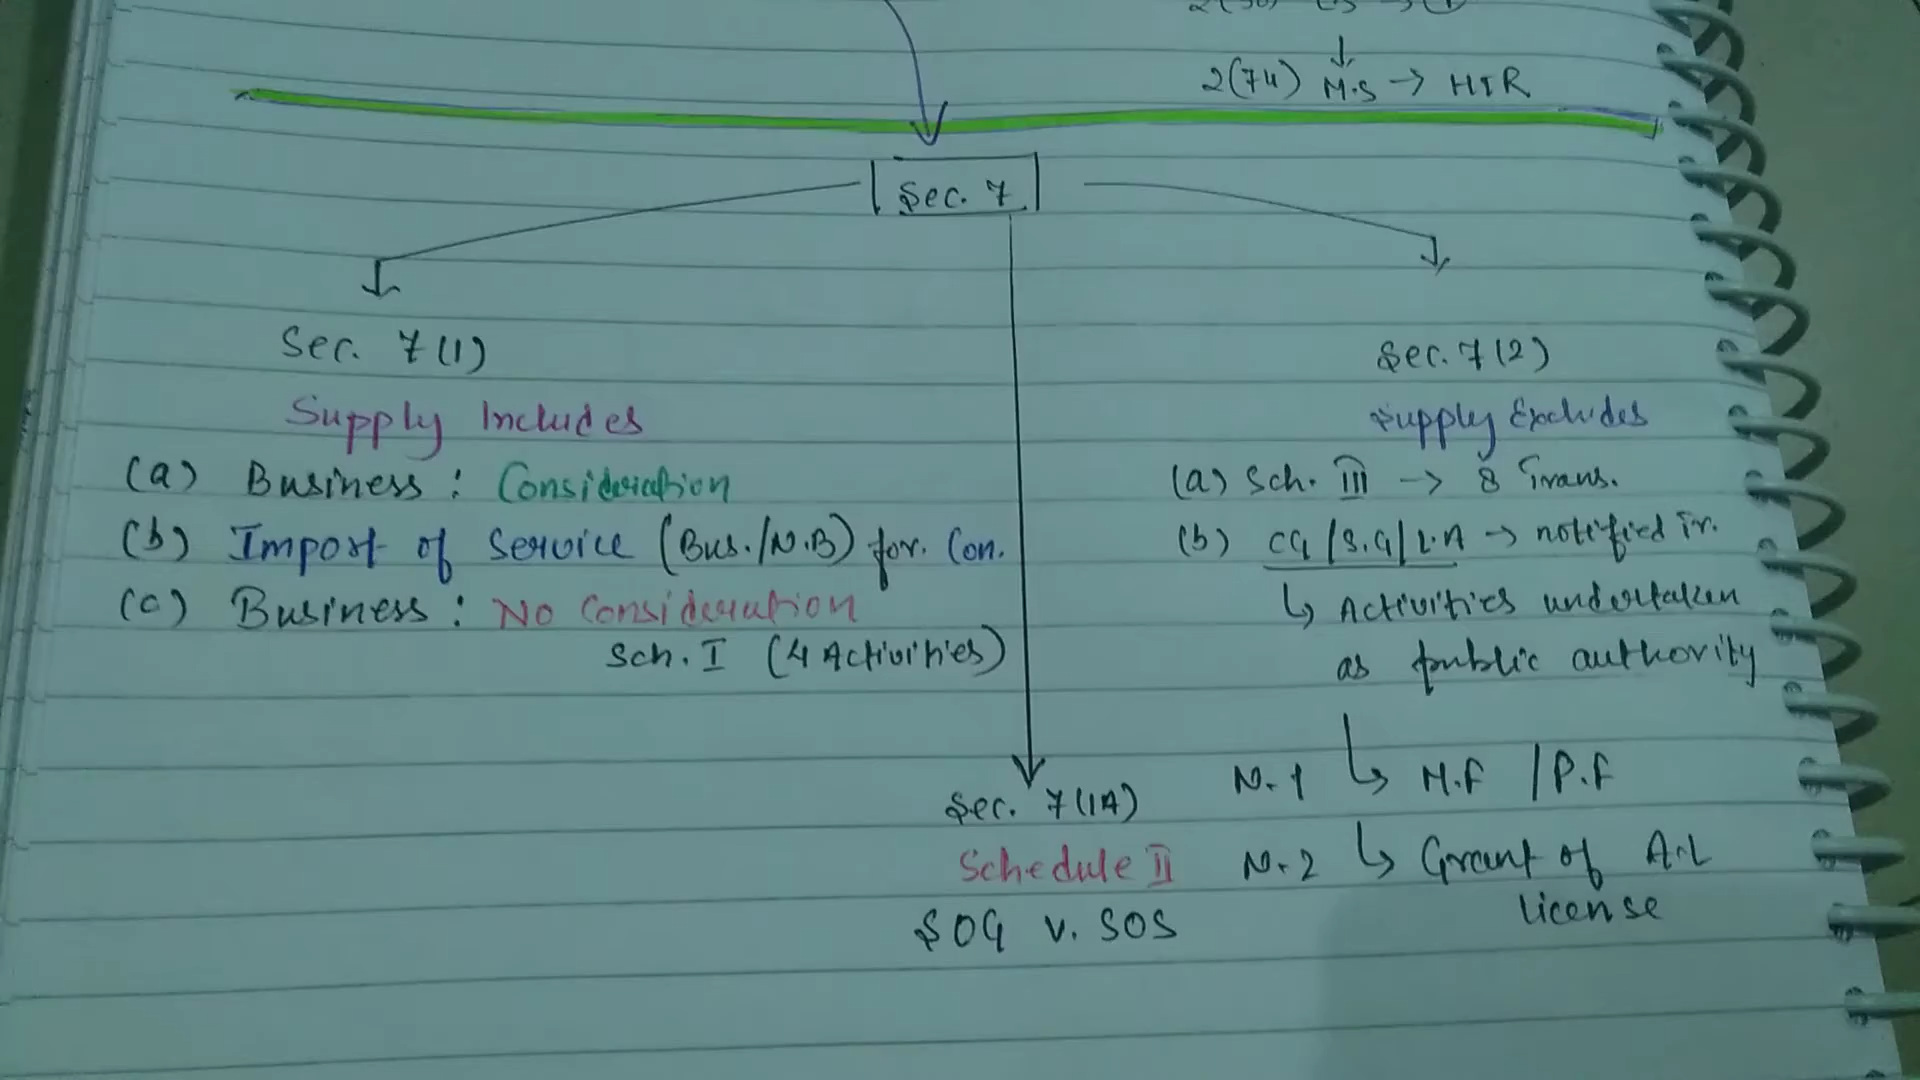 2(74) M.S → HIR
Sec. 7
Sec. 7(1)
Supply Includes
(a) Business : Consideration
(b) Import of Service (Bus./N.B) for. Con.
(c) Business : No Consideration
Sch. I (4 Activities)
Sec. 7(1A)
Schedule II
SOG v. SOS
Sec. 7(2)
Supply Excludes
(a) Sch. III → 8 Trans.
(b) CG/S.G/L.A → notified Tr.
↳ Activities undertaken
as public authority
N.1 ↳ M.F /P.F
N.2 ↳ Grant of A.L
license